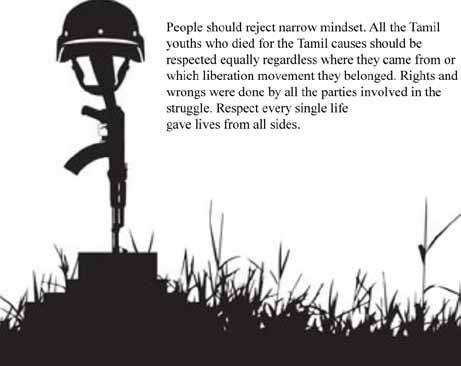 People should reject narrow mindset. All the Tamil
youths who died for the Tamil causes should be
respected equally regardless where they came from or
which liberation movement they belonged. Rights and
wrongs were done by all the parties involved in the
struggle. Respect every single life
gave lives from all sides.